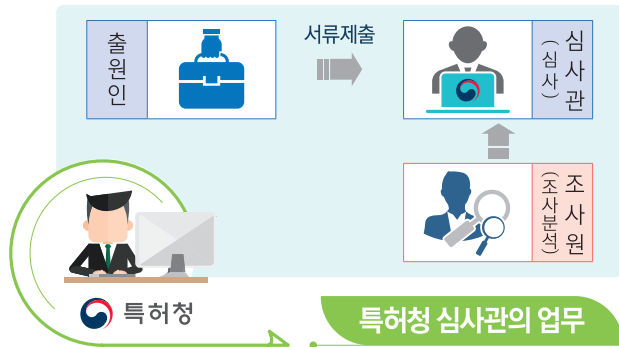 출원인
서류제출
심사관
(심사)
조사원
(조사분석)
특허청
특허청 심사관의 업무